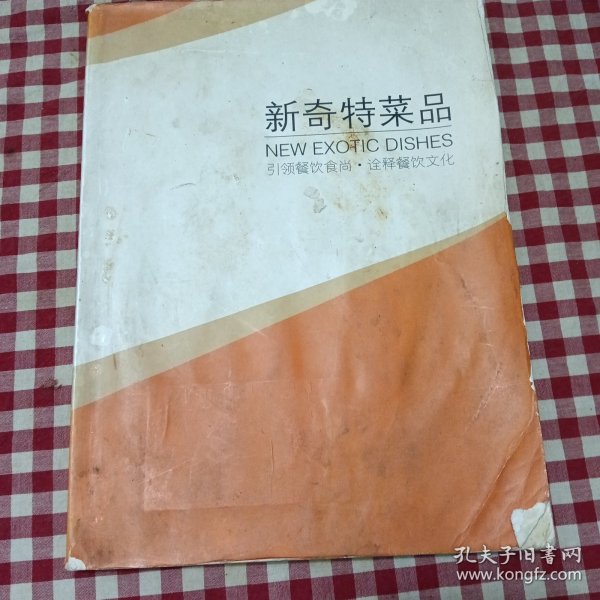 新奇特菜品
NEW EXOTIC DISHES
引领餐饮食尚·诠释餐饮文化
孔夫子旧书网
www.kongfz.com